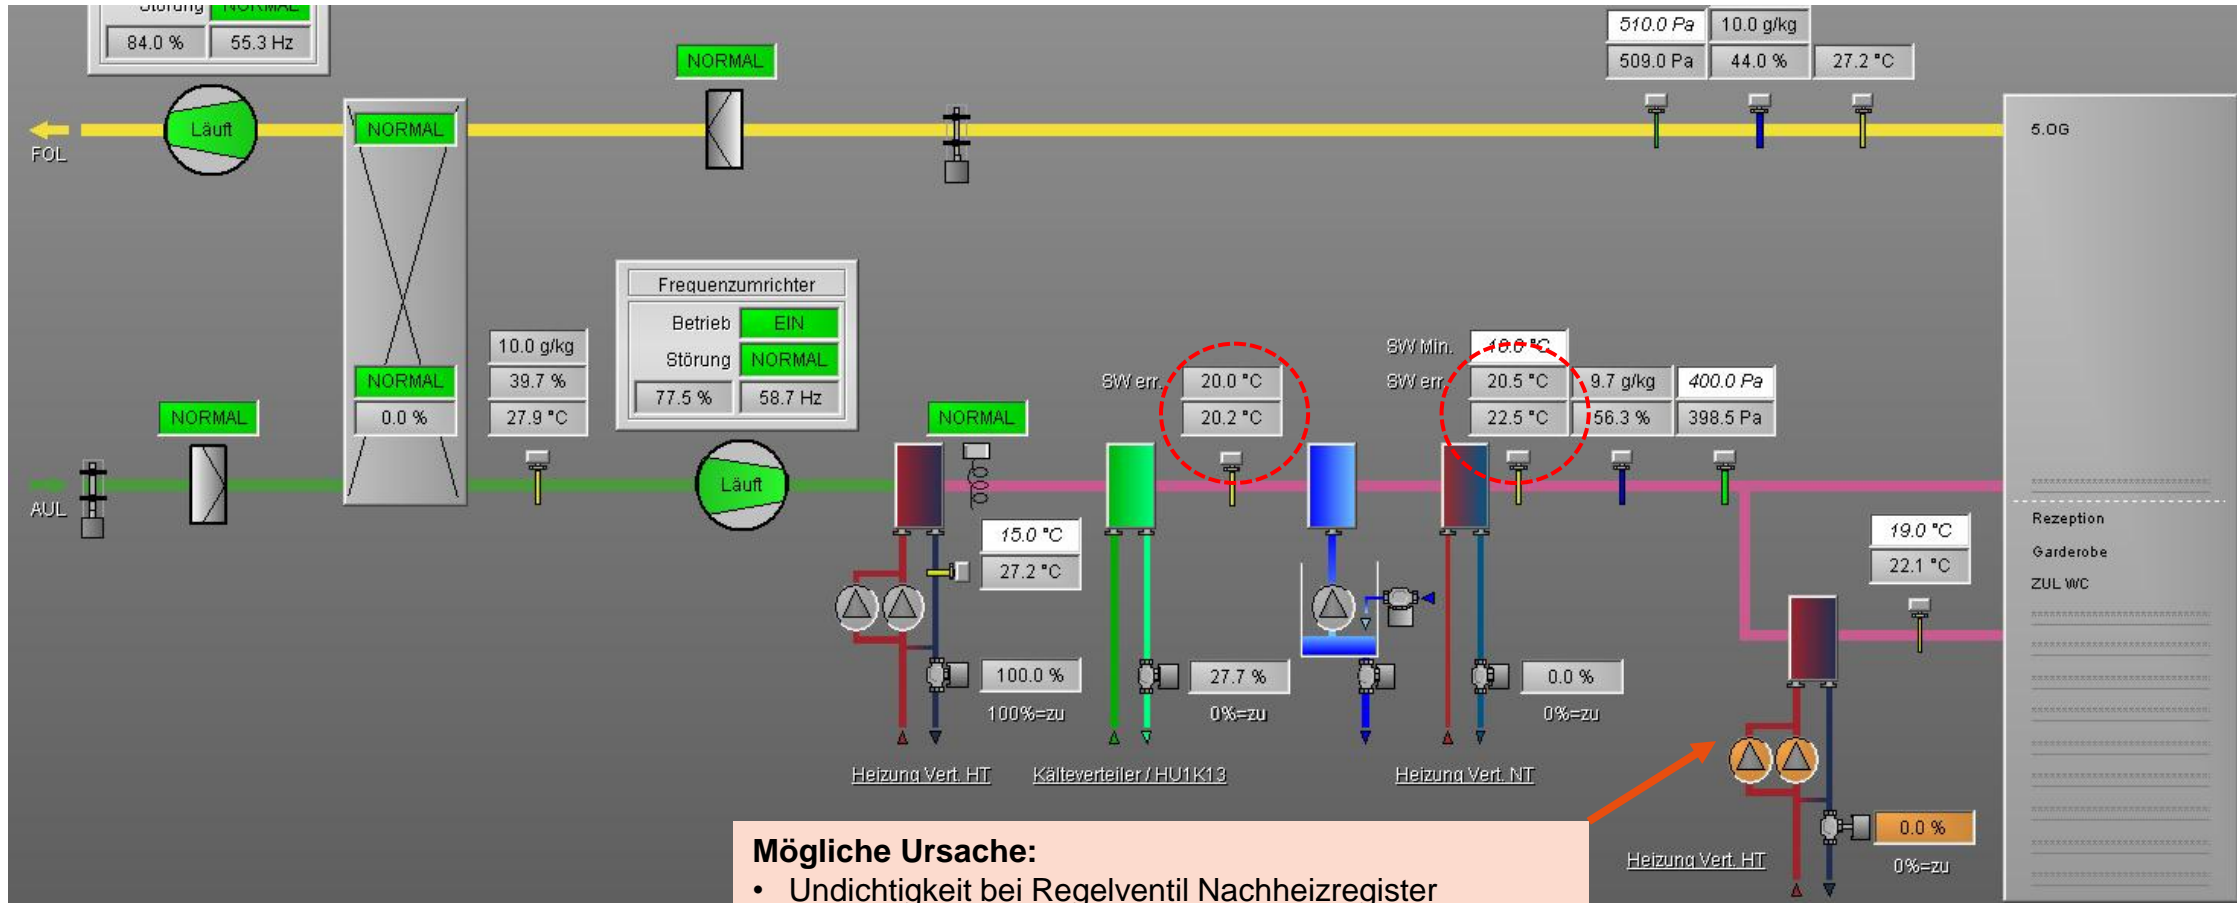 Störung NORMAL
84.0 % 55.3 Hz
NORMAL
510.0 Pa 10.0 g/kg
509.0 Pa 44.0 % 27.2 °C
Läuft
NORMAL
FOL
5.OG
Frequenzumrichter
Betrieb EIN
Störung NORMAL
77.5 % 58.7 Hz
10.0 g/kg
39.7 %
27.9 °C
NORMAL
0.0 %
NORMAL
NORMAL
SW err. 20.0 °C
20.2 °C
SW Min. 18.0 °C
SW err. 20.5 °C 9.7 g/kg 400.0 Pa
22.5 °C 56.3 % 398.5 Pa
Läuft
AUL
15.0 °C
27.2 °C
19.0 °C
22.1 °C
Rezeption
Garderobe
ZUL WC
100.0 %
100%=zu
27.7 %
0%=zu
0.0 %
0%=zu
Heizung Vert. HT
Kälteverteiler / HU1K13
Heizung Vert. NT
0.0 %
0%=zu
Heizung Vert. HT
Mögliche Ursache:
• Undichtigkeit bei Regelventil Nachheizregister